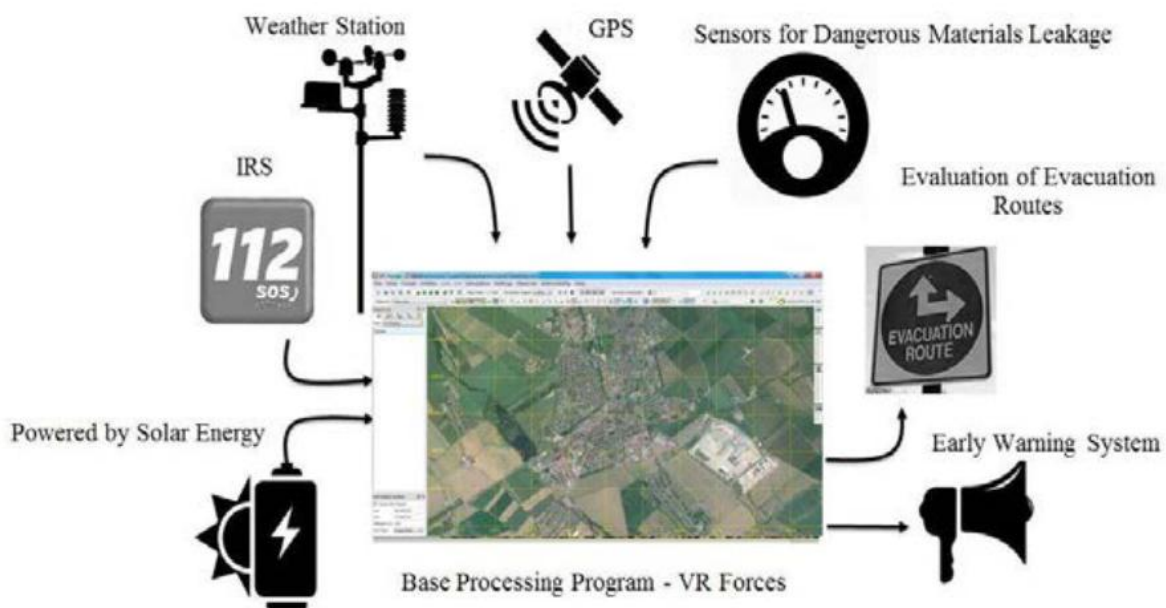 Weather Station
GPS
Sensors for Dangerous Materials Leakage
IRS
112
SOS
Evaluation of Evacuation
Routes
EVACUATION
ROUTE
Powered by Solar Energy
Early Warning System
Base Processing Program - VR Forces